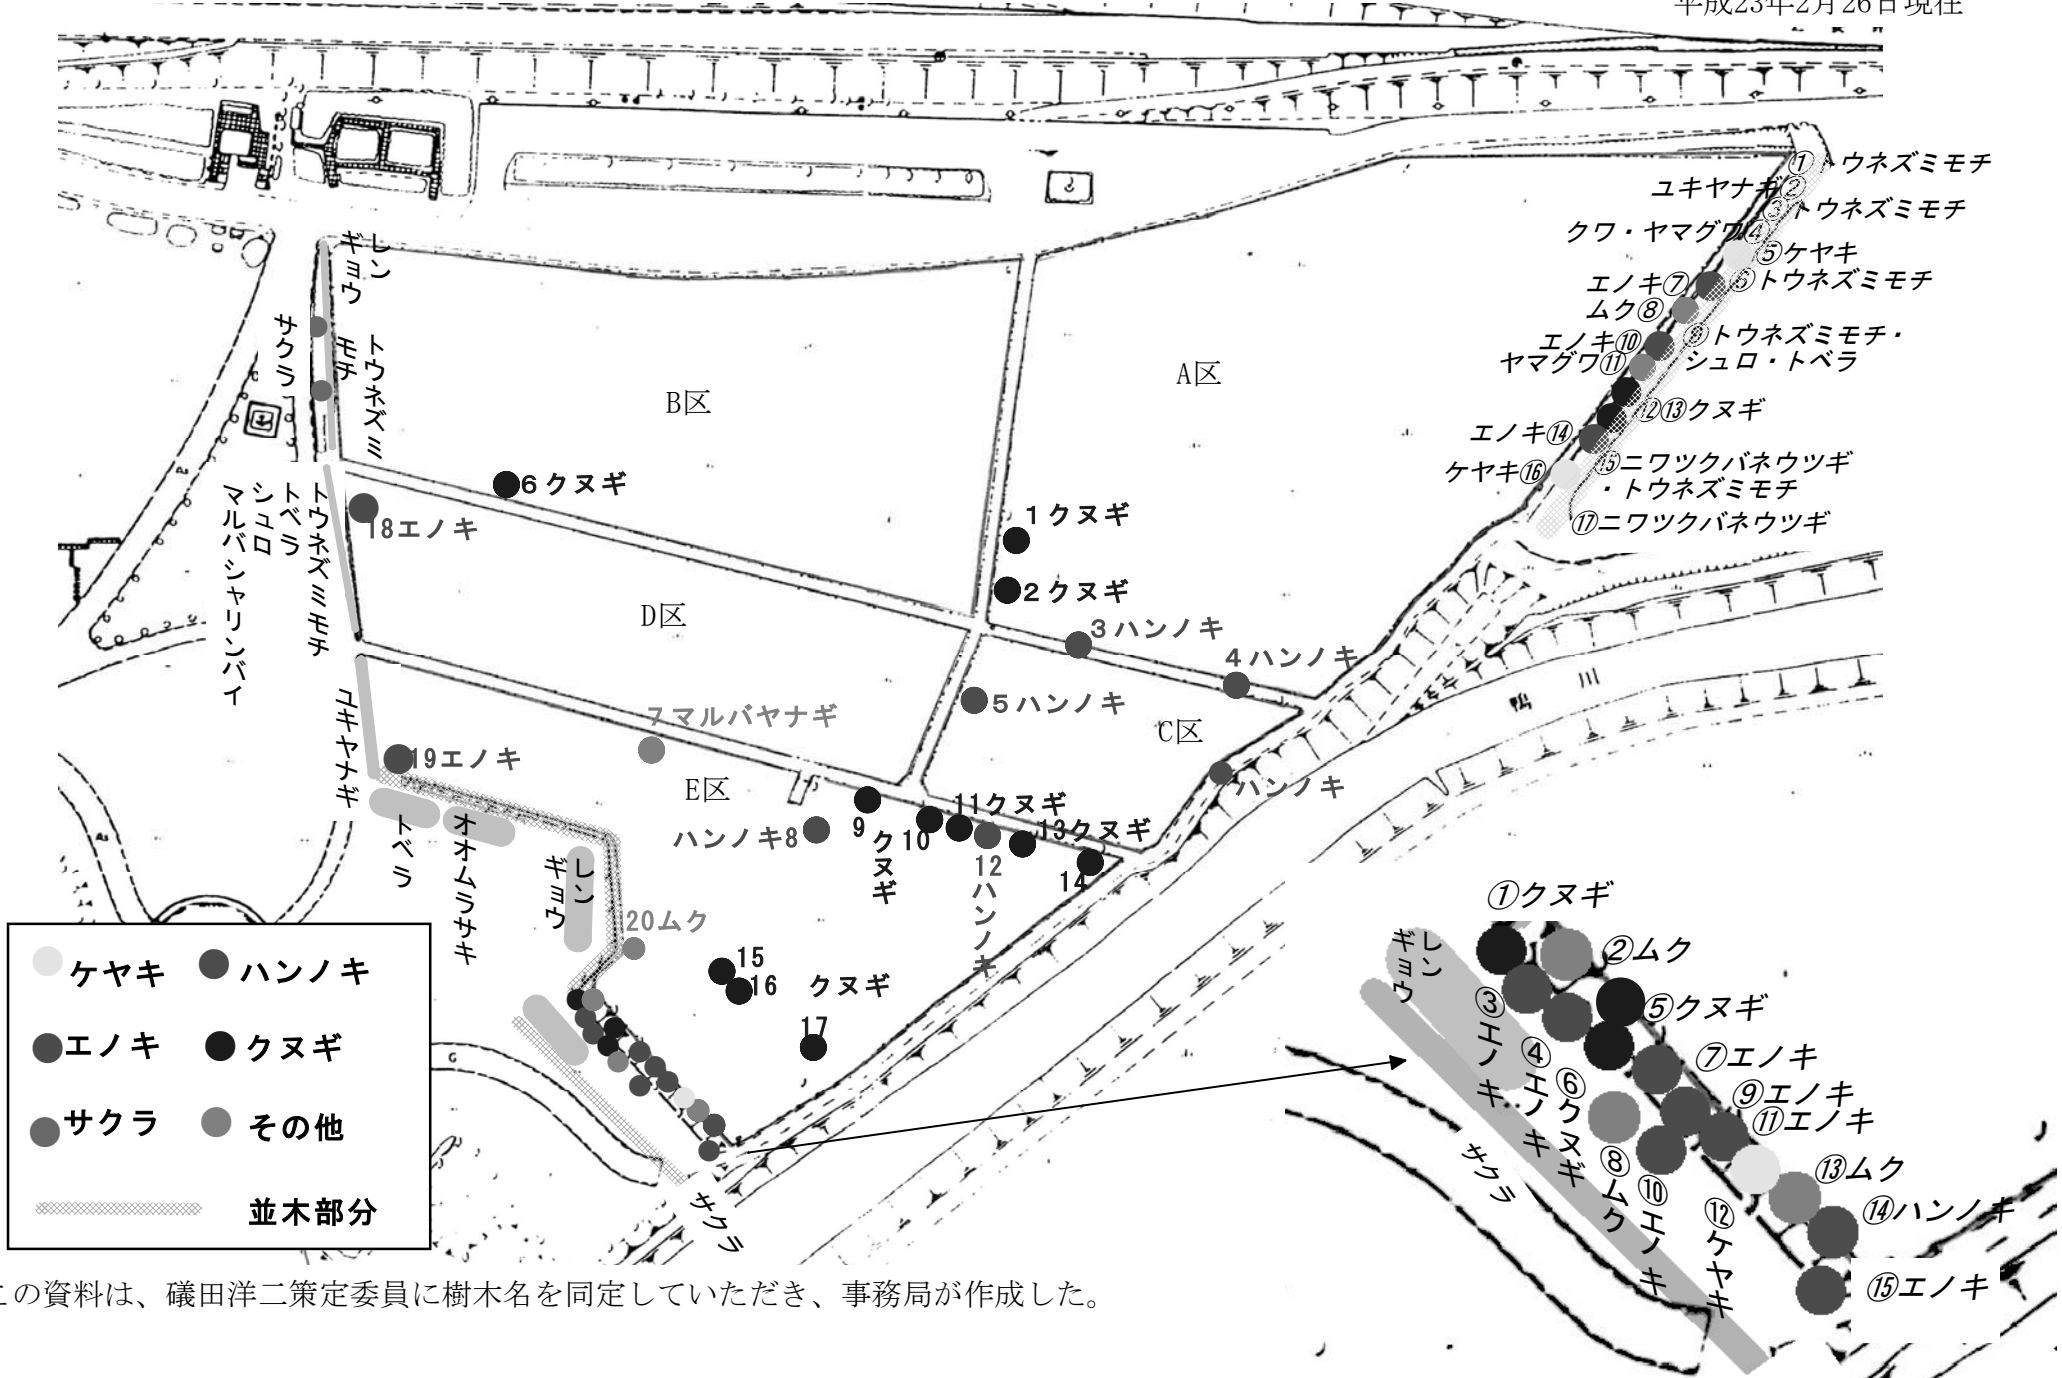 平成23年2月26日現在
①トウネズミモチ
ユキヤナギ②
③トウネズミモチ
クワ・ヤマグワ④
⑤ケヤキ
エノキ⑦
⑥トウネズミモチ
ムク⑧
エノキ⑩
⑨トウネズミモチ・
シュロ・トベラ
ヤマグワ⑪
⑫⑬クヌギ
エノキ⑭
ケヤキ⑯
⑮ニワツクバネウツギ
・トウネズミモチ
⑰ニワツクバネウツギ
レン
ギョウ
サクラ
トウネズミ
モチ
A区
B区
6クヌギ
18エノキ
1クヌギ
2クヌギ
トウネズミモチ
トベラ
シュロ
マルバシャリンバイ
D区
3ハンノキ
4ハンノキ
5ハンノキ
C区
鴨川
ユキヤナギ
7マルバヤナギ
19エノキ
E区
ハンノキ
トベラ
オオムラサキ
レン
ギョウ
ハンノキ8
9
クヌギ
10
11クヌギ
12ハンノキ
13クヌギ
14
20ムク
15
16
クヌギ
17
サクラ
ケヤキ
ハンノキ
エノキ
クヌギ
サクラ
その他
並木部分
①クヌギ
レン
ギョウ
②ムク
③エノキ
④エノキ
⑤クヌギ
⑥クヌギ
⑦エノキ
⑧ムク
⑨エノキ
⑩エノキ
⑪エノキ
⑫ケヤキ
⑬ムク
⑭ハンノキ
⑮エノキ
サクラ
この資料は、礒田洋二策定委員に樹木名を同定していただき、事務局が作成した。